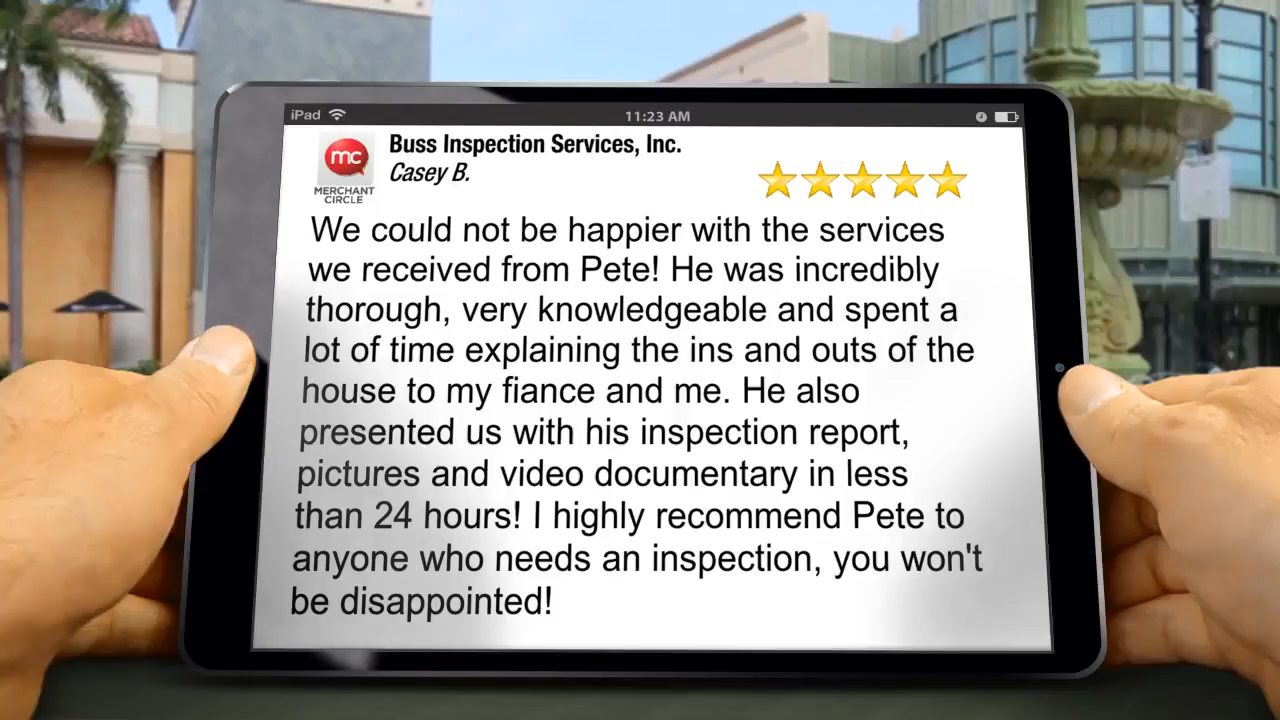 iPad 11:23 AM
mc
MERCHANT
CIRCLE
Buss Inspection Services, Inc.
Casey B.
We could not be happier with the services
we received from Pete! He was incredibly
thorough, very knowledgeable and spent a
lot of time explaining the ins and outs of the
house to my fiance and me. He also
presented us with his inspection report,
pictures and video documentary in less
than 24 hours! I highly recommend Pete to
anyone who needs an inspection, you won't
be disappointed!